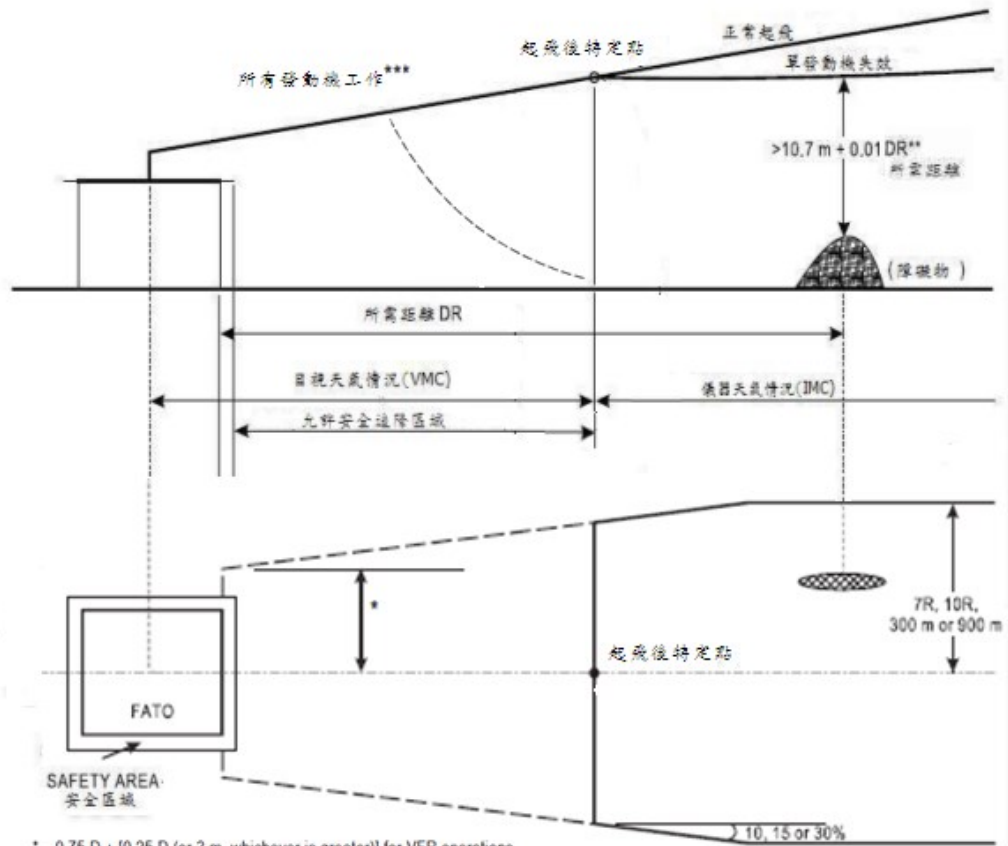 正常起飛
起飛後特定點
單發動機失效
所有發動機工作***
>10.7 m + 0.01 DR**
所需距離
(障礙物 )
所需距離 DR
目視天氣情況(VMC)
儀器天氣情況(IMC)
允許安全迫降區域
*
7R, 10R,
300 m or 900 m
起飛後特定點
FATO
SAFETY AREA
安全區域
10, 15 or 30%
* 0.75 D + [0.25 D (or 3 m, whichever is greater)] for VFR operations